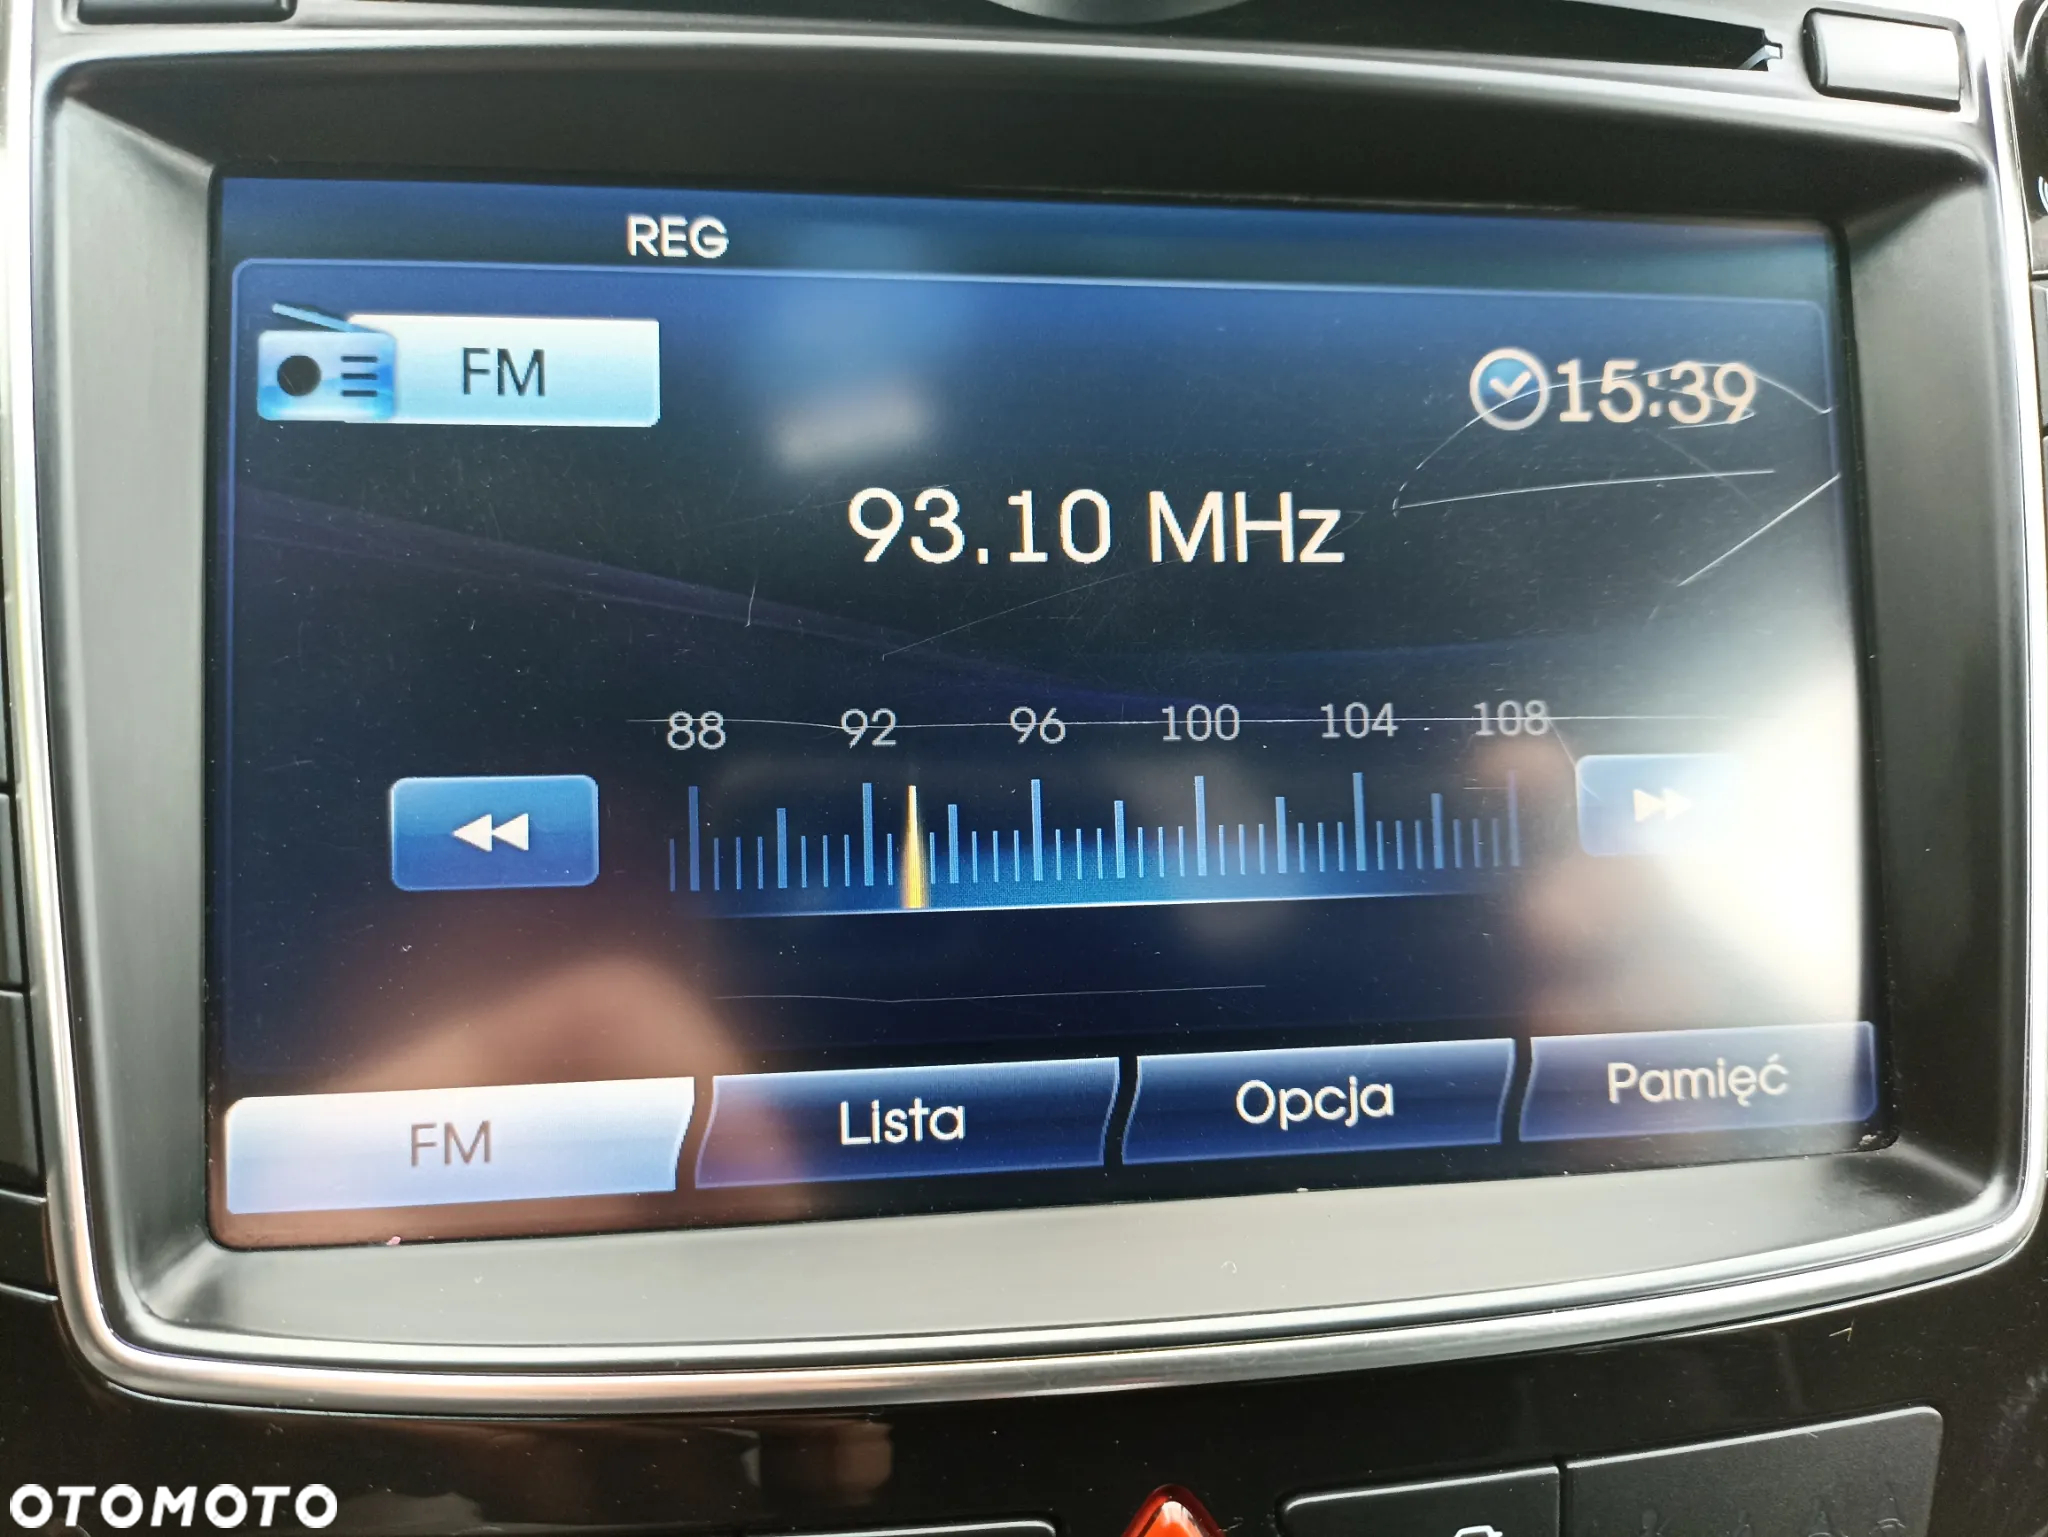 REG
FM
15:39
93.10 MHz
88 92 96 100 104 108
FM Lista Opcja Pamięć
OTOMOTO